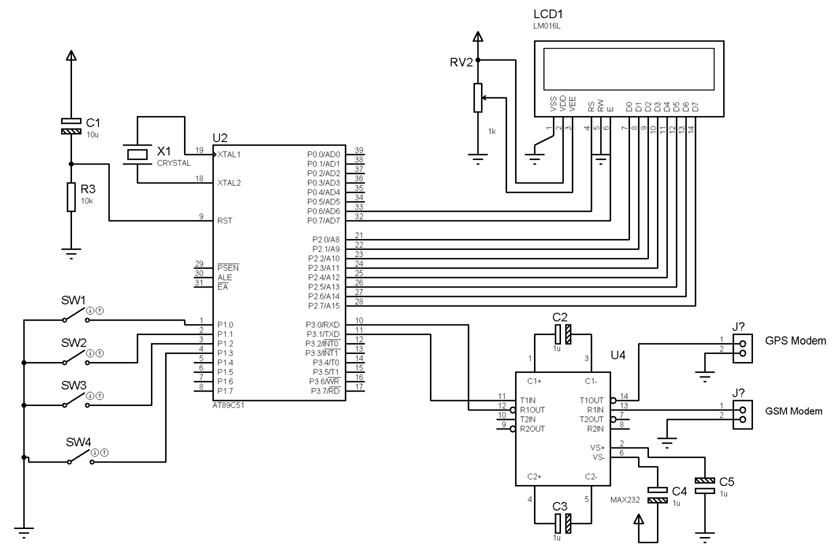 LCD1
LM016L
RV2
1k
VSS
VDD
VEE
RS
RW
E
D0
D1
D2
D3
D4
D5
D6
D7
1
2
3
4
5
6
7
8
9
10
11
12
13
14
C1
10u
R3
10k
X1
CRYSTAL
U2
19 XTAL1
18 XTAL2
9 RST
29 PSEN
30 ALE
31 EA
1 P1.0
2 P1.1
3 P1.2
4 P1.3
5 P1.4
6 P1.5
7 P1.6
8 P1.7
P0.0/AD0 39
P0.1/AD1 38
P0.2/AD2 37
P0.3/AD3 36
P0.4/AD4 35
P0.5/AD5 34
P0.6/AD6 33
P0.7/AD7 32
P2.0/A8 21
P2.1/A9 22
P2.2/A10 23
P2.3/A11 24
P2.4/A12 25
P2.5/A13 26
P2.6/A14 27
P2.7/A15 28
P3.0/RXD 10
P3.1/TXD 11
P3.2/INT0 12
P3.3/INT1 13
P3.4/T0 14
P3.5/T1 15
P3.6/WR 16
P3.7/RD 17
AT89C51
SW1
SW2
SW3
SW4
C2
1u
U4
1
3
C1+
C1-
11 T1IN
12 R1OUT
10 T2IN
9 R2OUT
T1OUT 14
R1IN 13
T2OUT 7
R2IN 8
VS+ 2
VS- 6
C2+
C2-
4
5
MAX232
C3
1u
C4
1u
C5
1u
J?
1
2
GPS Modem
J?
1
2
GSM Modem